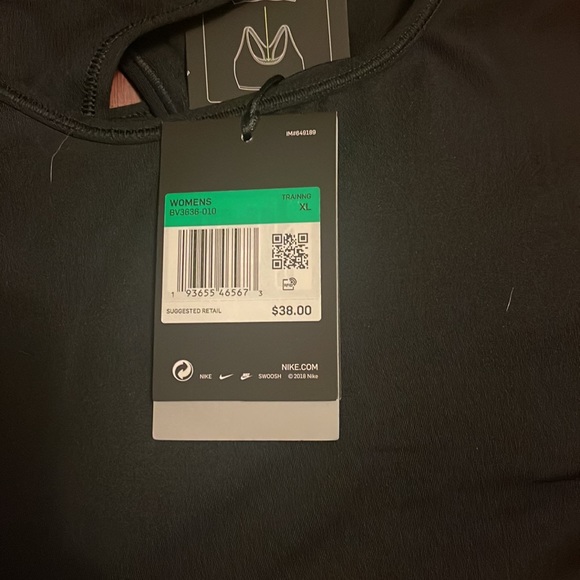 IM#649189
WOMENS TRAINING
BV3636-010 XL
1 93655 46567 3
SUGGESTED RETAIL $38.00
NIKE.COM
NIKE SWOOSH © 2018 Nike